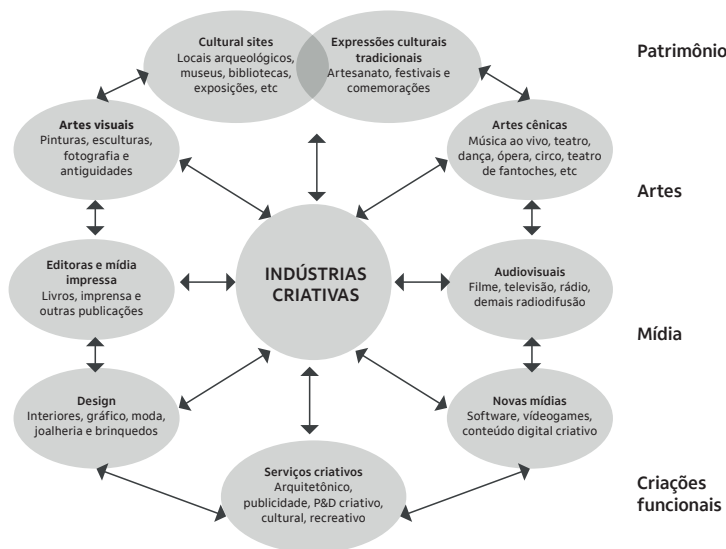 Cultural sites
Locais arqueológicos,
museus, bibliotecas,
exposições, etc
Expressões culturais
tradicionais
Artesanato, festivais e
comemorações
Patrimônio
Artes visuais
Pinturas, esculturas,
fotografia e
antiguidades
Artes cênicas
Música ao vivo, teatro,
dança, ópera, circo, teatro
de fantoches, etc
Artes
Editoras e mídia
impressa
Livros, imprensa e
outras publicações
INDÚSTRIAS
CRIATIVAS
Audiovisuais
Filme, televisão, rádio,
demais radiodifusão
Mídia
Design
Interiores, gráfico, moda,
joalheria e brinquedos
Novas mídias
Software, vídeogames,
conteúdo digital criativo
Serviços criativos
Arquitetônico,
publicidade, P&D criativo,
cultural, recreativo
Criações
funcionais